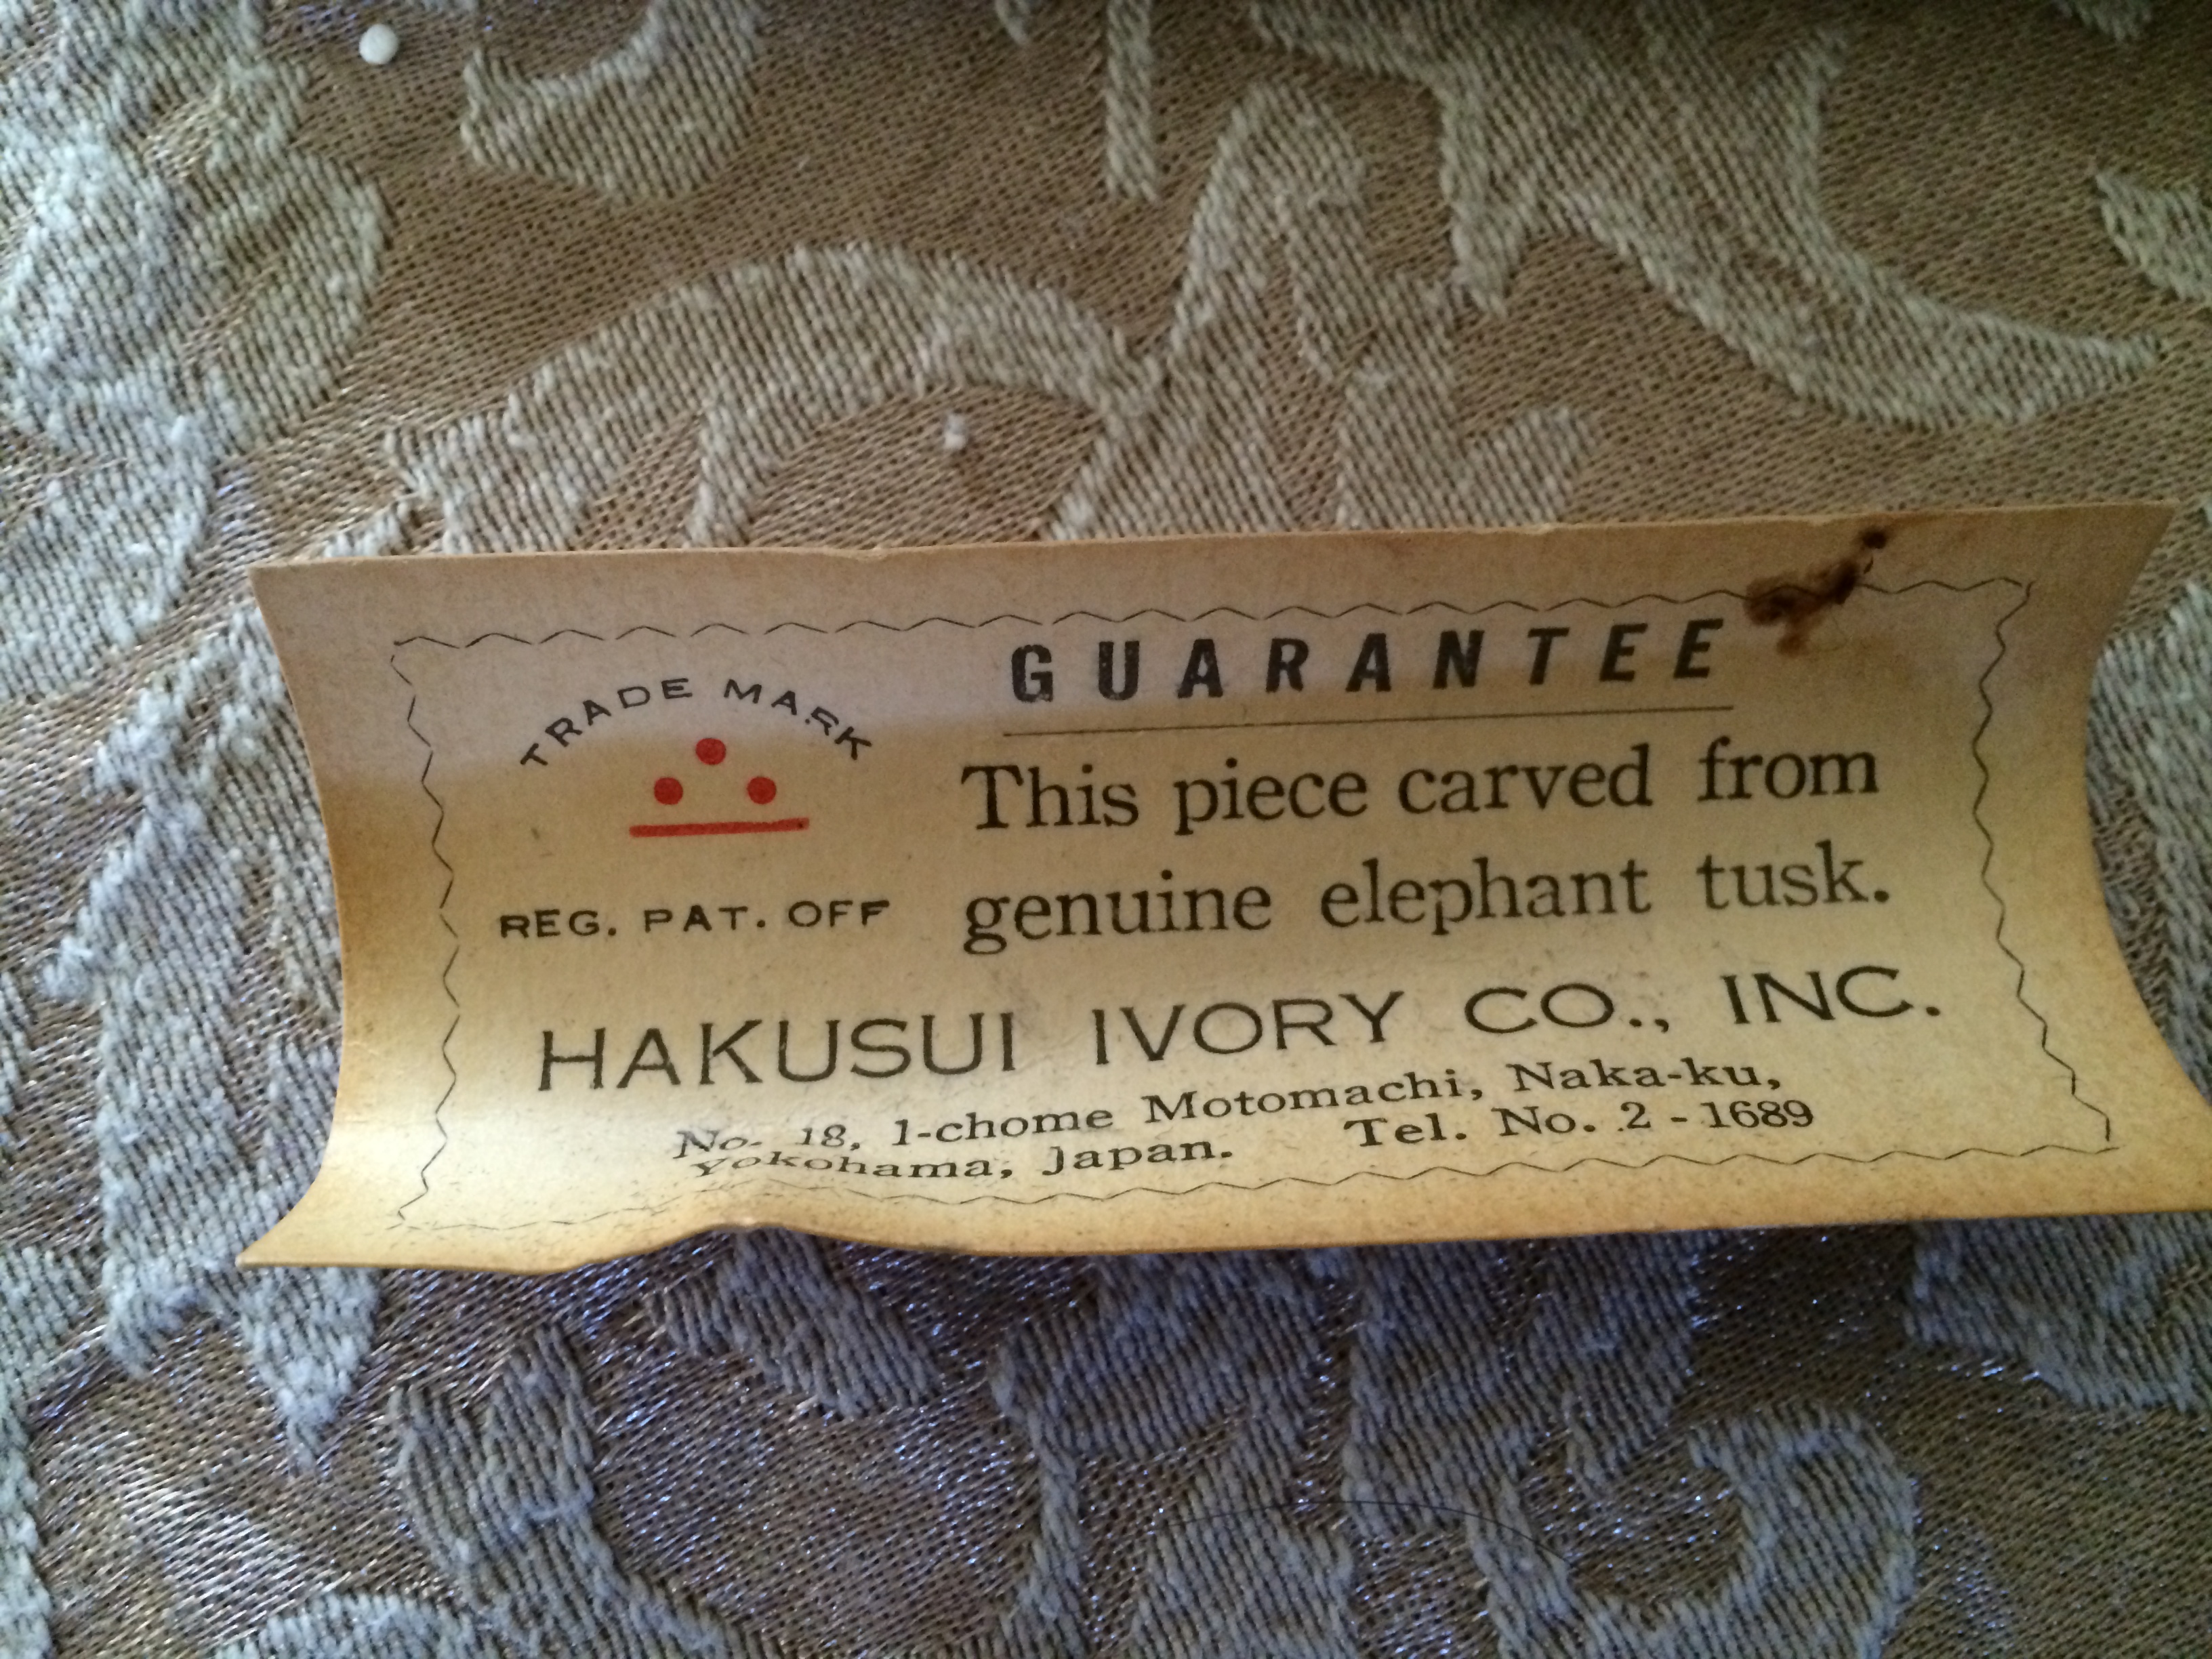 TRADE MARK
REG. PAT. OFF
GUARANTEE
This piece carved from
genuine elephant tusk.
HAKUSUI IVORY CO., INC.
No. 18, 1-chome Motomachi, Naka-ku,
Yokohama, Japan. Tel. No. 2-1689